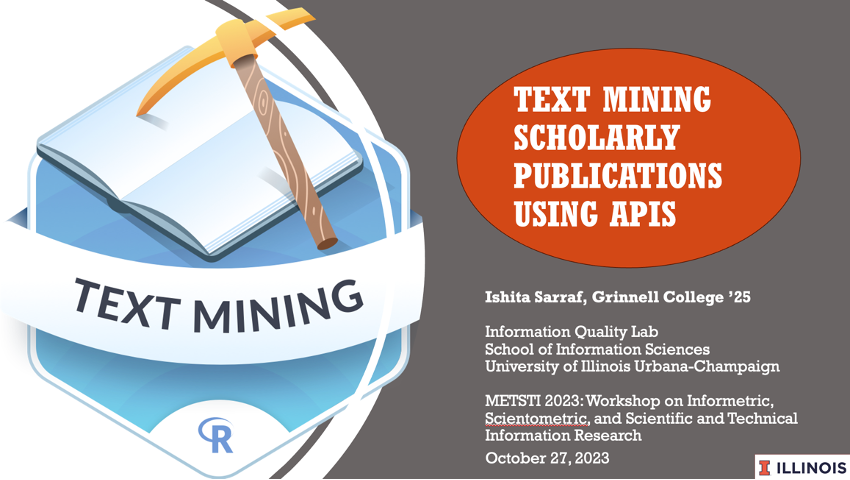 TEXT MINING
R
TEXT MINING
SCHOLARLY
PUBLICATIONS
USING APIS
Ishita Sarraf, Grinnell College ’25
Information Quality Lab
School of Information Sciences
University of Illinois Urbana-Champaign
METSTI 2023: Workshop on Informetric,
Scientometric, and Scientific and Technical
Information Research
October 27, 2023
I ILLINOIS